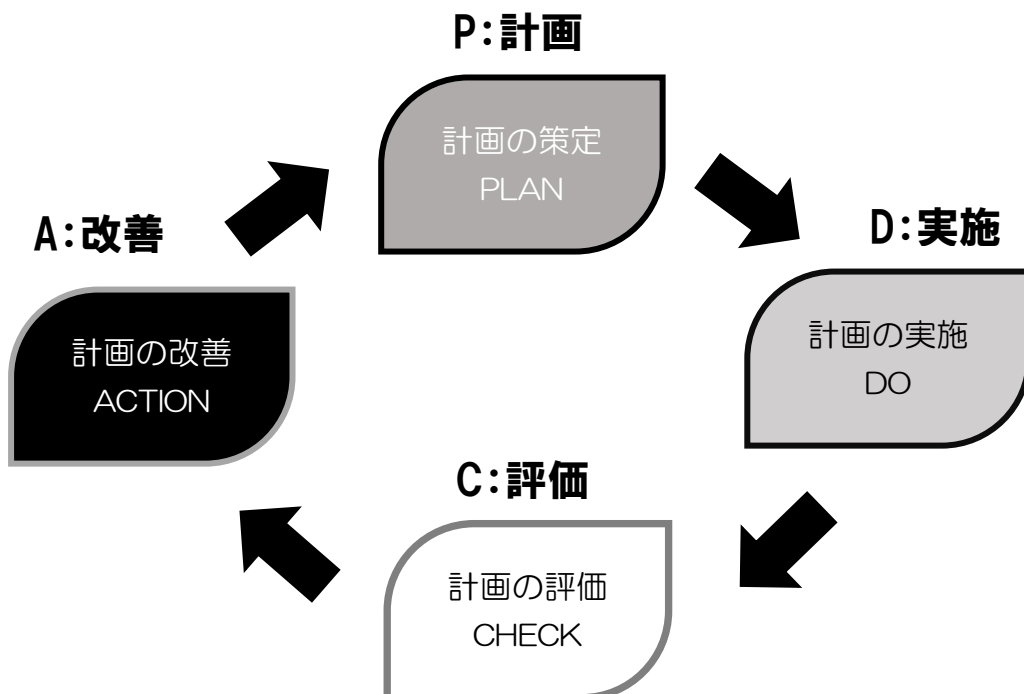 P:計画
計画の策定
PLAN
D:実施
計画の実施
DO
C:評価
計画の評価
CHECK
A:改善
計画の改善
ACTION